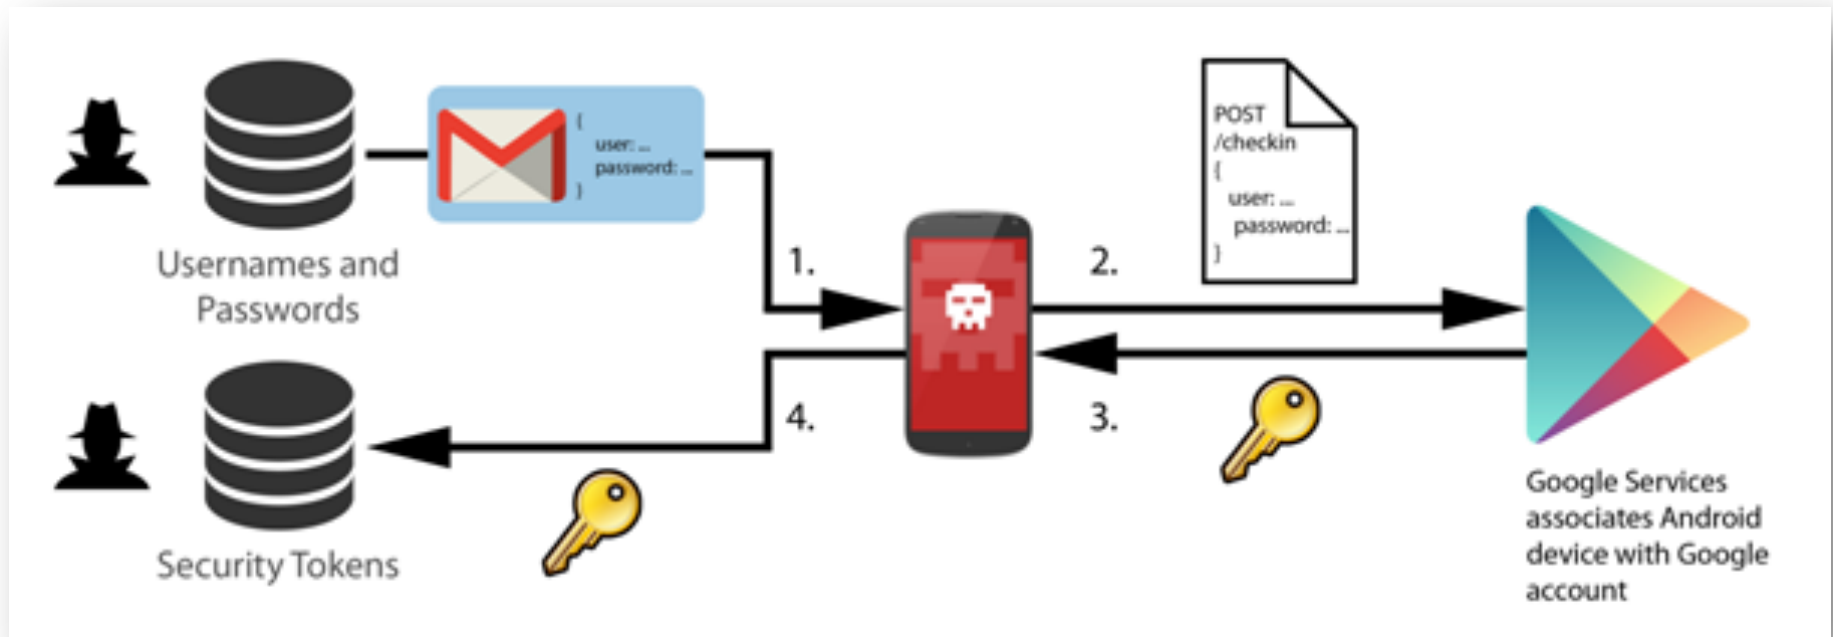 {
user: ...
password: ...
}
Usernames and
Passwords
1.
2.
POST
/checkin
{
user: ...
password: ...
}
4.
3.
Security Tokens
Google Services
associates Android
device with Google
account